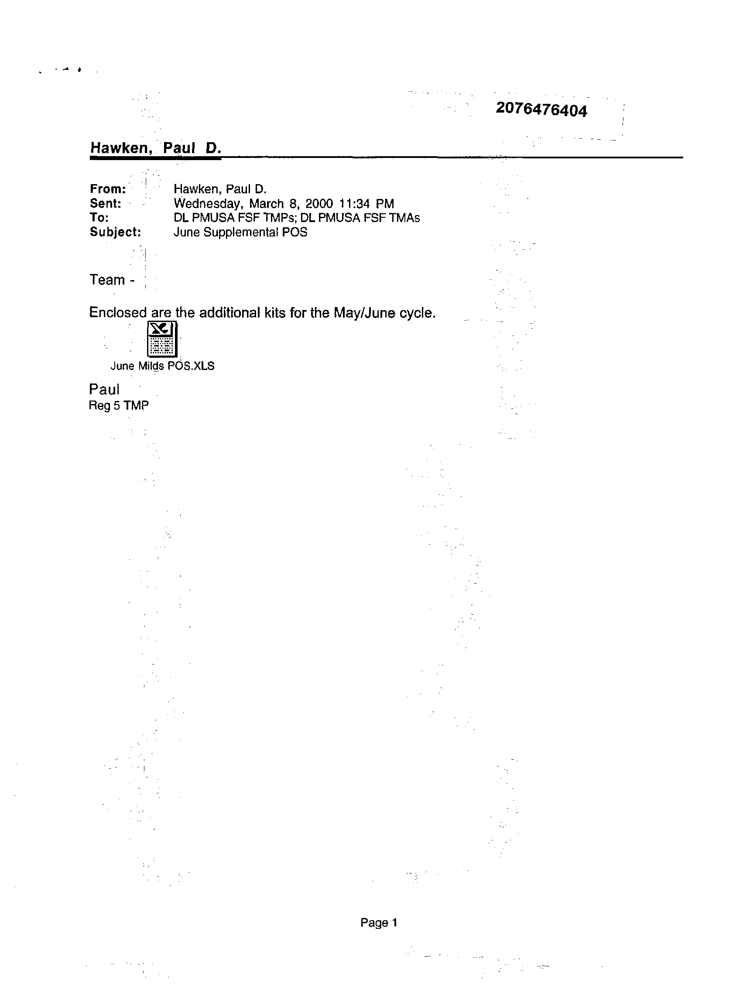 2076476404
Hawken, Paul D.
From: Hawken, Paul D.
Sent: Wednesday, March 8, 2000 11:34 PM
To: DL PMUSA FSF TMPs; DL PMUSA FSF TMAs
Subject: June Supplemental POS
Team -
Enclosed are the additional kits for the May/June cycle.
June Milds POS.XLS
Paul
Reg 5 TMP
Page 1